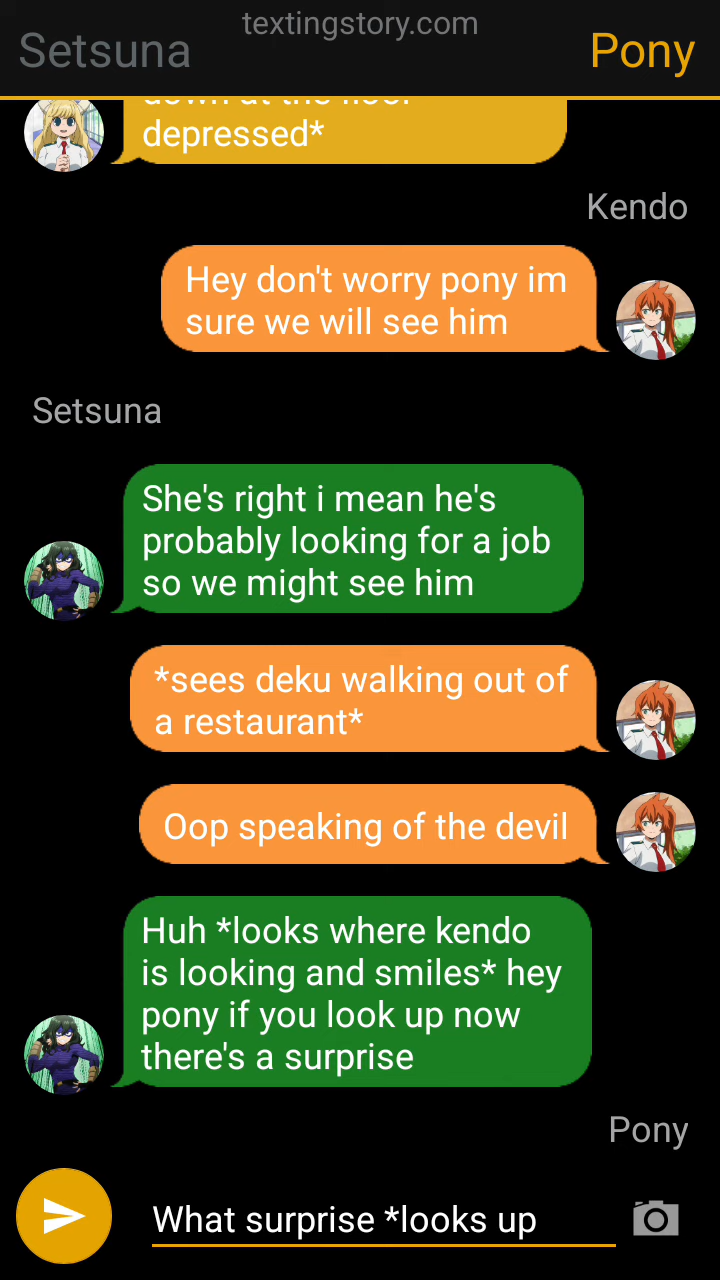 textingstory.com
Setsuna
Pony
depressed*
Kendo
Hey don't worry pony im
sure we will see him
Setsuna
She's right i mean he's
probably looking for a job
so we might see him
*sees deku walking out of
a restaurant*
Oop speaking of the devil
Huh *looks where kendo
is looking and smiles* hey
pony if you look up now
there's a surprise
Pony
What surprise *looks up